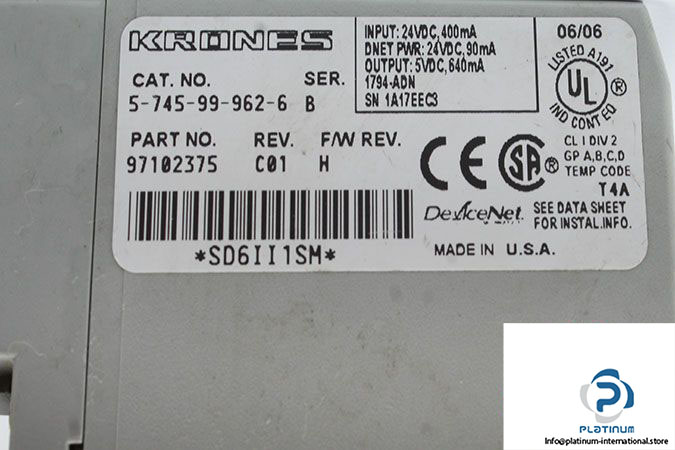 KRONES
CAT. NO. SER.
5-745-99-962-6 B
PART NO. REV. F/W REV.
97102375 C01 H
*SD6II1SM*
INPUT: 24VDC, 400mA
DNET PWR: 24VDC, 90mA
OUTPUT: 5VDC, 640mA
1794-ADN
SN 1A17EEC3
06/06
LISTED A191
UL ®
IND CONT EQ
CE SA ®
CL I DIV 2
GP A,B,C,D
TEMP CODE
T4A
DeviceNet
SEE DATA SHEET
FOR INSTAL.INFO.
MADE IN U.S.A.
P
PLATINUM
Info@platinum-international.store